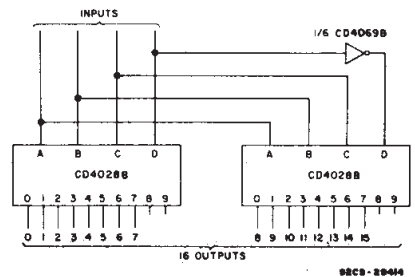 INPUTS
1/6 CD4069B
A B C D
A B C D
CD4028B
CD4028B
0 1 2 3 4 5 6 7 8 9
0 1 2 3 4 5 6 7 8 9
0 1 2 3 4 5 6 7
8 9 10 11 12 13 14 15
16 OUTPUTS
92CS-29414